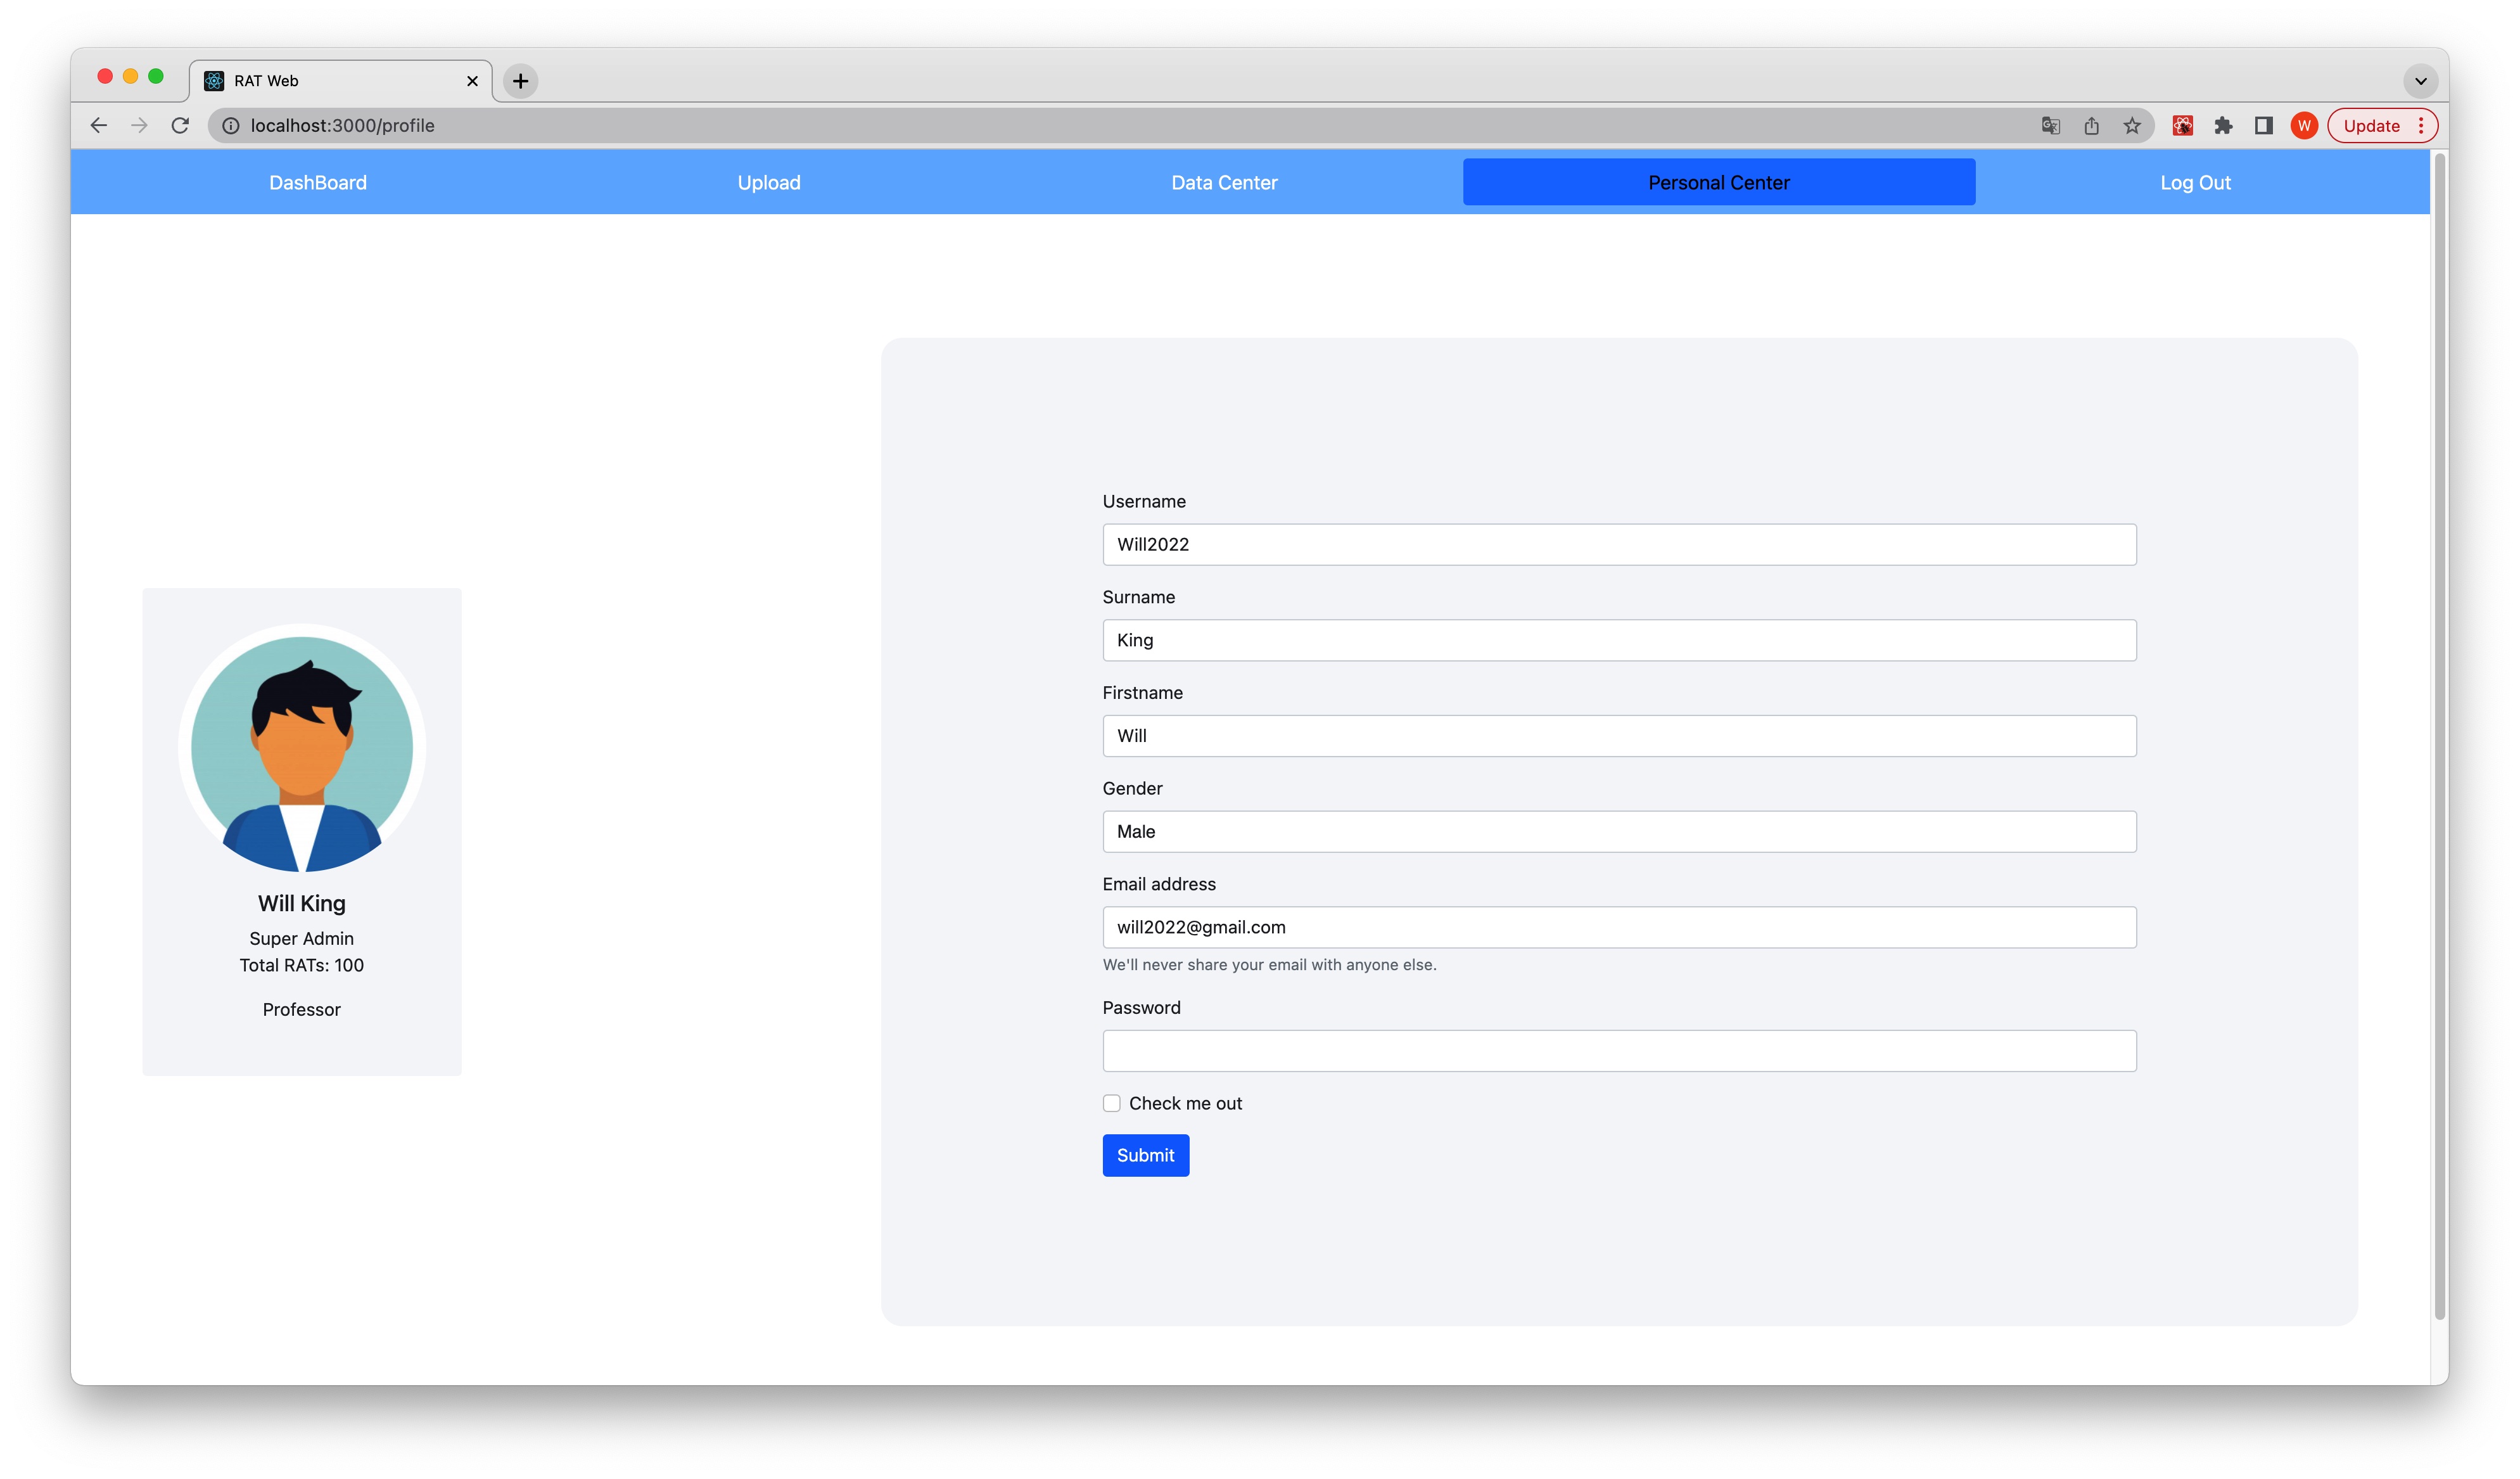 RAT Web
localhost:3000/profile
W
Update
DashBoard
Upload
Data Center
Personal Center
Log Out
Will King
Super Admin
Total RATs: 100
Professor
Username
Will2022
Surname
King
Firstname
Will
Gender
Male
Email address
will2022@gmail.com
We'll never share your email with anyone else.
Password
Check me out
Submit